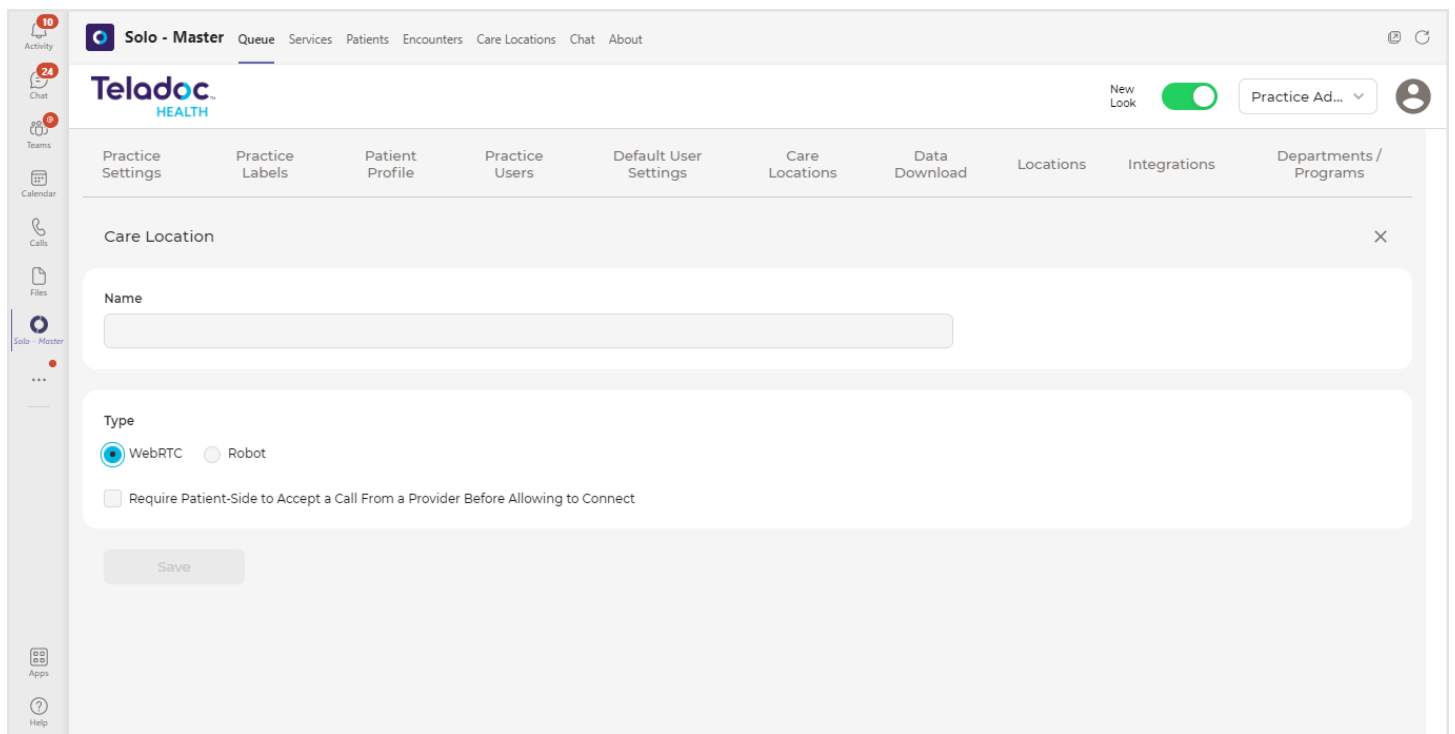 10
Activity
24
Chat
@
Teams
Calendar
Calls
Files
Solo - Master
...
Apps
Help
Solo - Master Queue Services Patients Encounters Care Locations Chat About
Teladoc™
HEALTH
New
Look
Practice Ad...
Practice
Settings
Practice
Labels
Patient
Profile
Practice
Users
Default User
Settings
Care
Locations
Data
Download
Locations
Integrations
Departments /
Programs
Care Location
Name
Type
WebRTC Robot
Require Patient-Side to Accept a Call From a Provider Before Allowing to Connect
Save